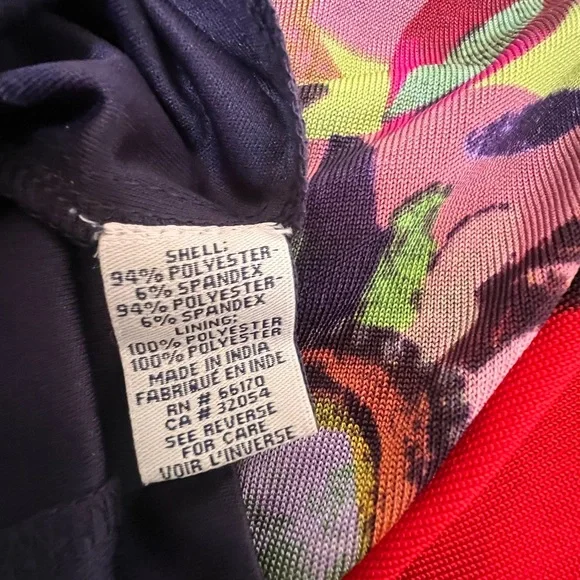 SHELL:
94% POLYESTER-
6% SPANDEX
94% POLYESTER-
6% SPANDEX
LINING:
100% POLYESTER
100% POLYESTER
MADE IN INDIA
FABRIQUÉ EN INDE
RN # 66170
CA # 32054
SEE REVERSE
FOR CARE
VOIR L'INVERSE